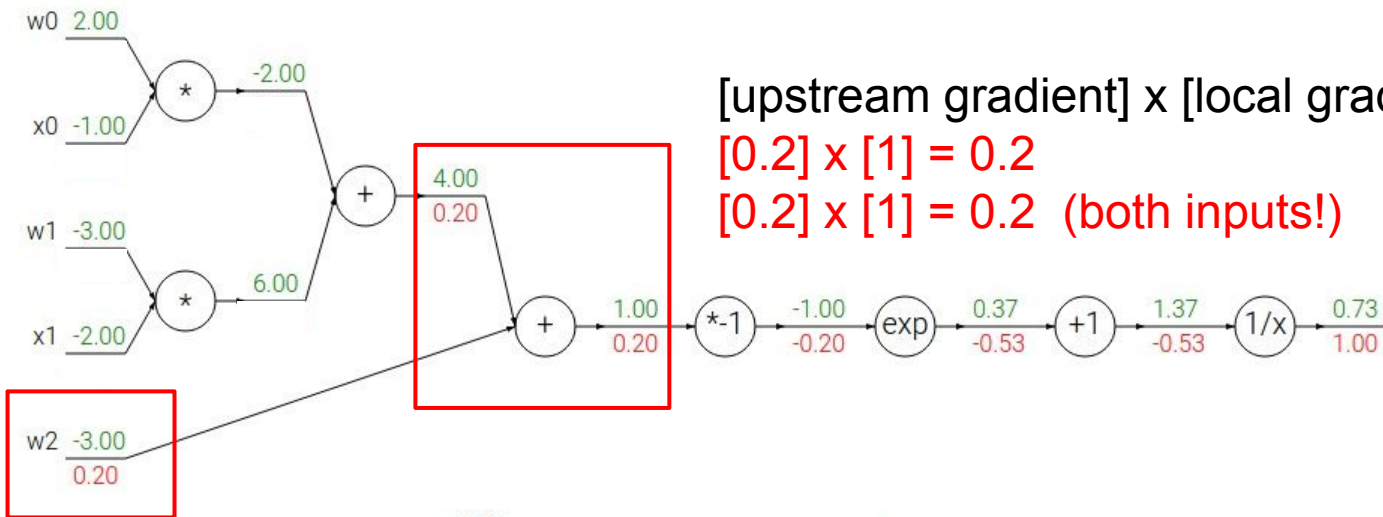 w0 2.00
* -2.00
x0 -1.00
[upstream gradient] x
[0.2] x [1] = 0.2
[0.2] x [1] = 0.2 (both inputs!)
+ 4.00
0.20
w1 -3.00
* 6.00
x1 -2.00
+ 1.00 *-1 -1.00 exp 0.37 +1 1.37 1/x 0.73
0.20 -0.20 -0.53 -0.53 1.00
w2 -3.00
0.20